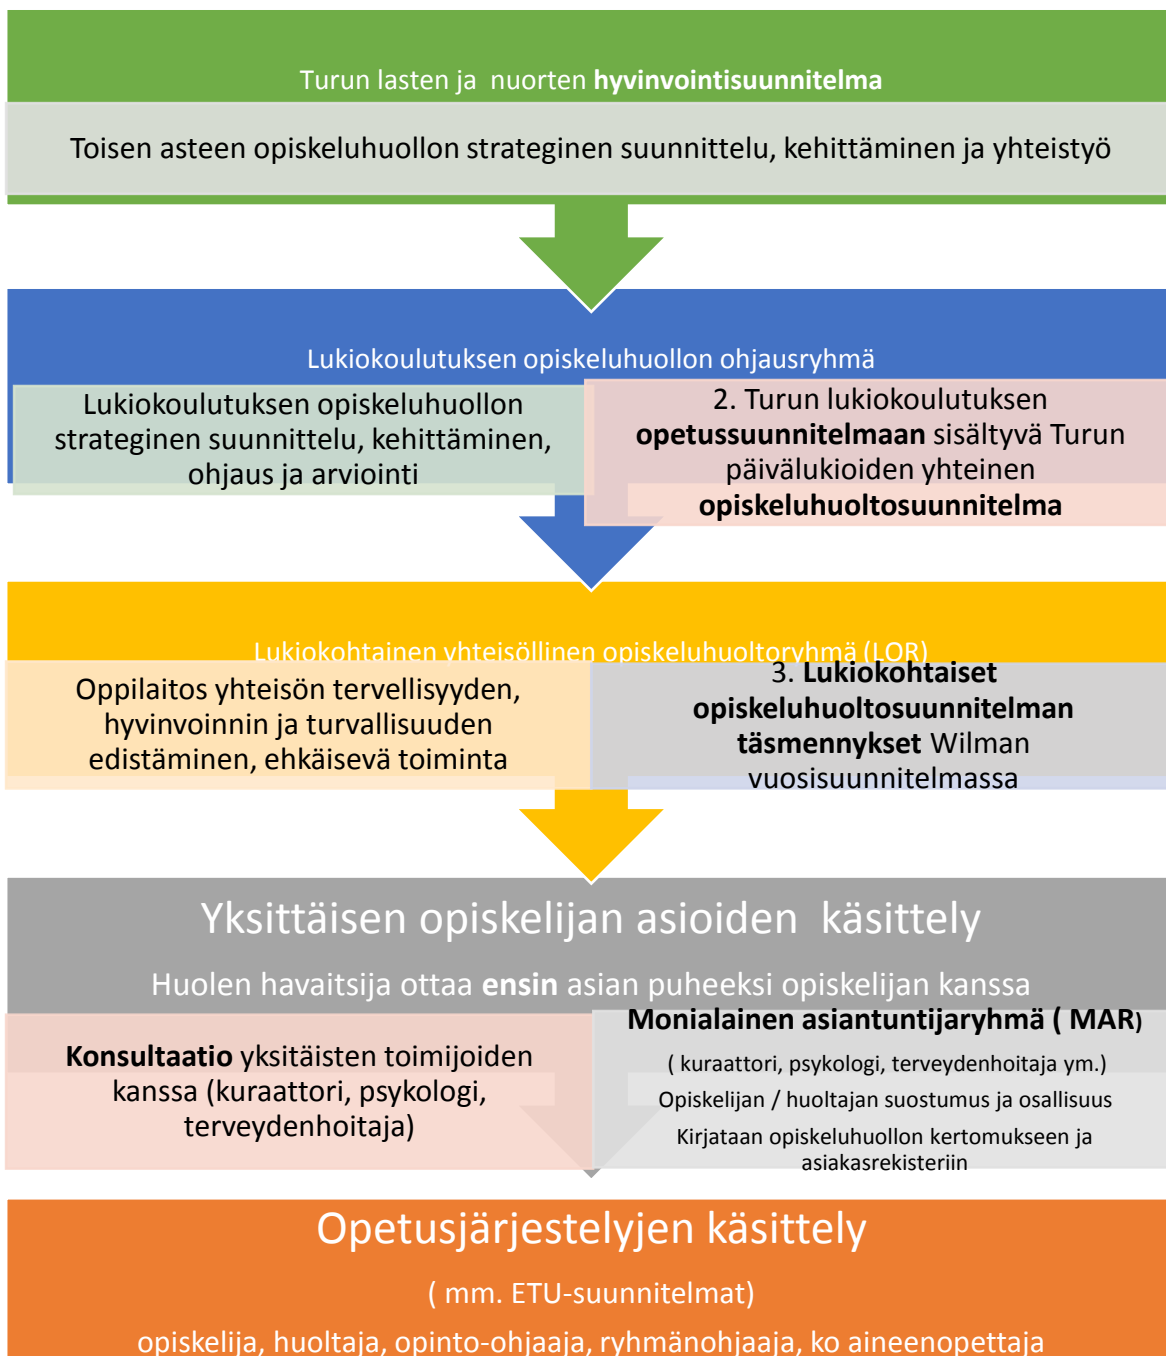 Turun lasten ja nuorten hyvinvointisuunnitelma
Toisen asteen opiskeluhuollon strateginen suunnittelu, kehittäminen ja yhteistyö
Lukiokoulutuksen opiskeluhuollon ohjausryhmä
Lukiokoulutuksen opiskeluhuollon
strateginen suunnittelu, kehittäminen,
ohjaus ja arviointi
2. Turun lukiokoulutuksen
opetussuunnitelmaan sisältyvä Turun
päivälukioiden yhteinen
opiskeluhuoltosuunnitelma
Lukiokohtainen yhteisöllinen opiskeluhuoltoryhmä (LOR)
Oppilaitos yhteisön tervellisyyden,
hyvinvoinnin ja turvallisuuden
edistäminen, ehkäisevä toiminta
3. Lukiokohtaiset
opiskeluhuoltosuunnitelman
täsmennykset Wilman
vuosisuunnitelmassa
Yksittäisen opiskelijan asioiden käsittely
Huolen havaitsija ottaa ensin asian puheeksi opiskelijan kanssa
Konsultaatio yksitäisten toimijoiden
kanssa (kuraattori, psykologi,
terveydenhoitaja)
Monialainen asiantuntijaryhmä ( MAR)
( kuraattori, psykologi, terveydenhoitaja ym.)
Opiskelijan / huoltajan suostumus ja osallisuus
Kirjataan opiskeluhuollon kertomukseen ja
asiakasrekisteriin
Opetusjärjestelyjen käsittely
( mm. ETU-suunnitelmat)
opiskelija, huoltaja, opinto-ohjaaja, ryhmänohjaaja, ko aineenopettaja